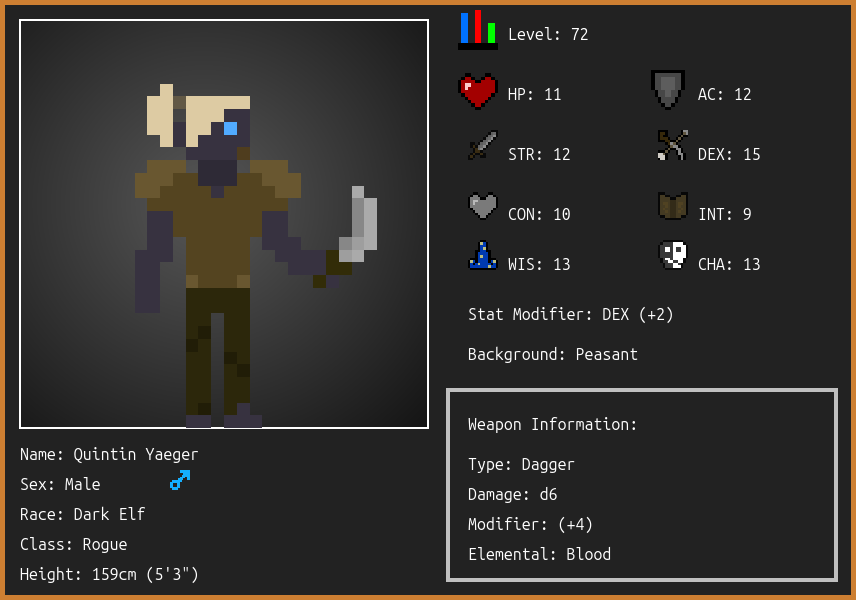 Level: 72
HP: 11
AC: 12
STR: 12
DEX: 15
CON: 10
INT: 9
WIS: 13
CHA: 13
Stat Modifier: DEX (+2)
Background: Peasant
Weapon Information:
Type: Dagger
Damage: d6
Modifier: (+4)
Elemental: Blood
Name: Quintin Yaeger
Sex: Male
Race: Dark Elf
Class: Rogue
Height: 159cm (5'3")